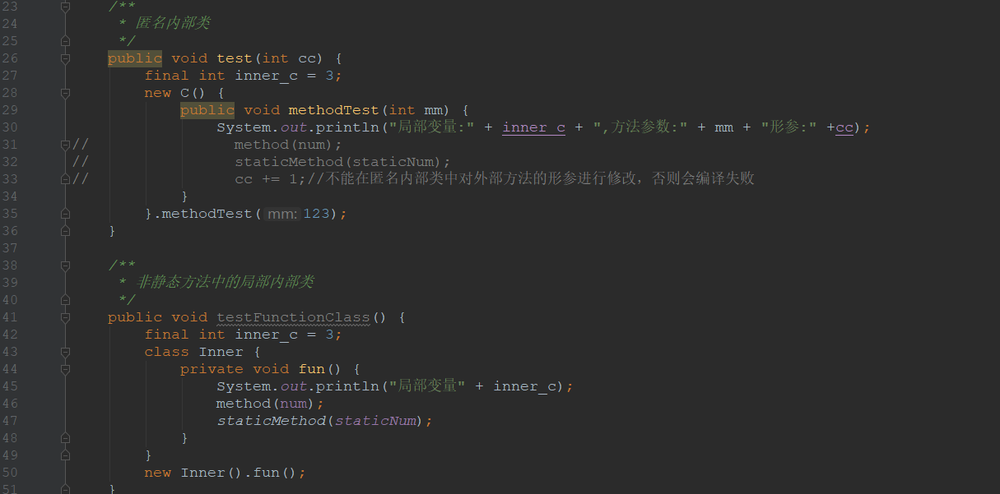 23 /**
24 * 匿名内部类
25 */
26 public void test(int cc) {
27 final int inner_c = 3;
28 new C() {
29 public void methodTest(int mm) {
30 System.out.println("局部变量:" + inner_c + ",方法参数:" + mm + "形参:" +cc);
31 // method(num);
32 // staticMethod(staticNum);
33 // cc += 1;//不能在匿名内部类中对外部方法的形参进行修改，否则会编译失败
34 }
35 }.methodTest( mm: 123);
36 }
37
38 /**
39 * 非静态方法中的局部内部类
40 */
41 public void testFunctionClass() {
42 final int inner_c = 3;
43 class Inner {
44 private void fun() {
45 System.out.println("局部变量" + inner_c);
46 method(num);
47 staticMethod(staticNum);
48 }
49 }
50 new Inner().fun();
51 }